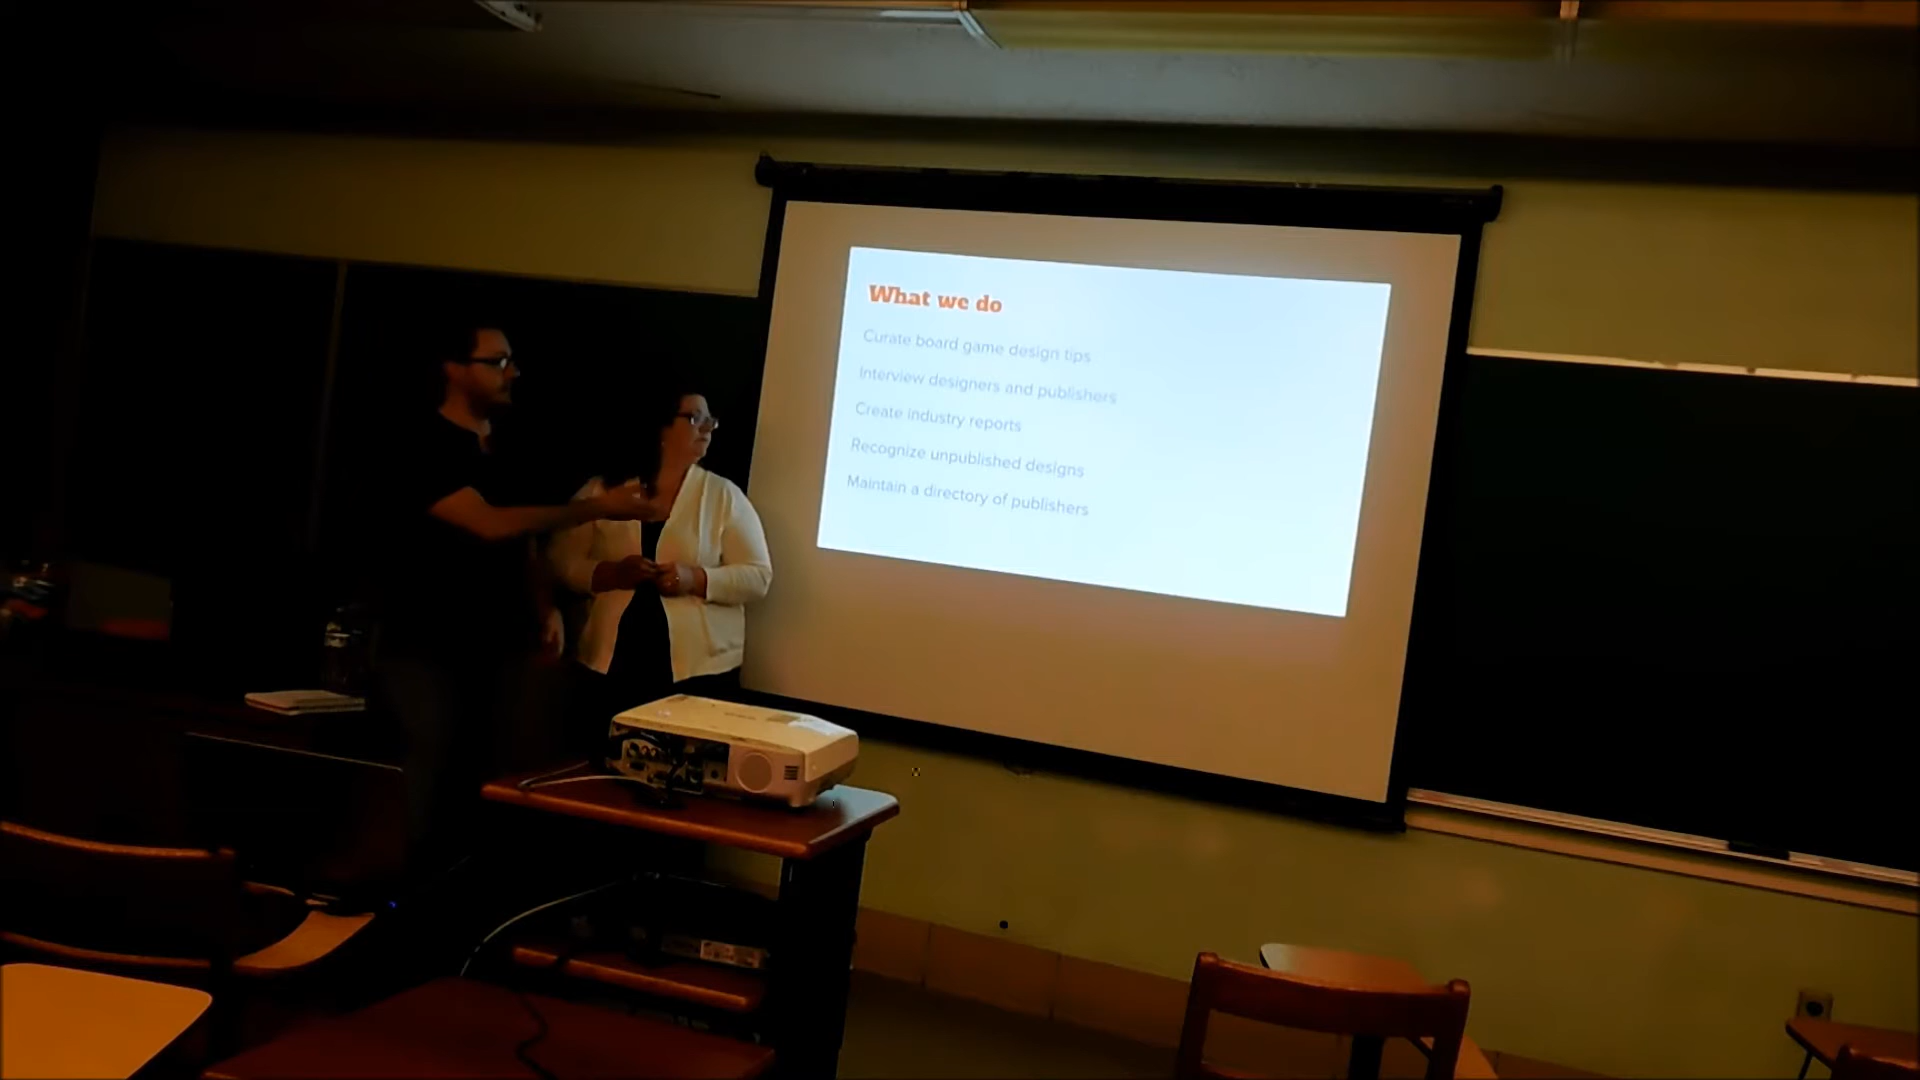 What we do
Curate board game design tips
Interview designers and publishers
Create industry reports
Recognize unpublished designs
Maintain a directory of publishers